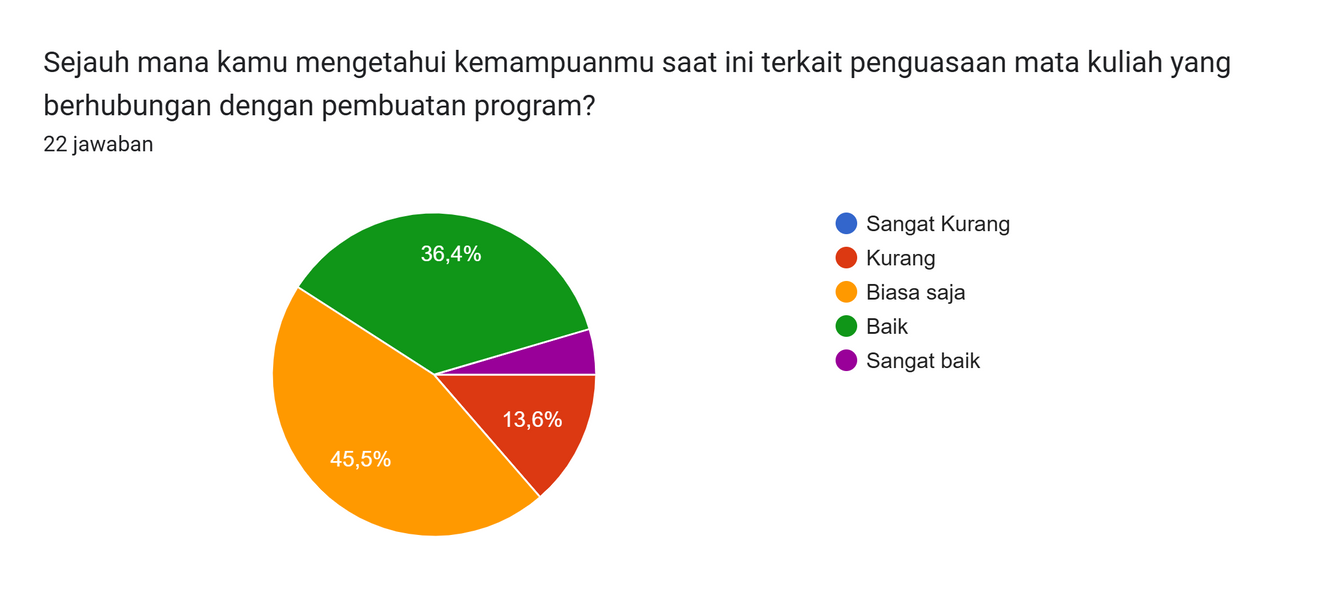 Sejauh mana kamu mengetahui kemampuanmu saat ini terkait penguasaan mata kuliah yang
berhubungan dengan pembuatan program?
22 jawaban
36,4%
13,6%
45,5%
Sangat Kurang
Kurang
Biasa saja
Baik
Sangat baik